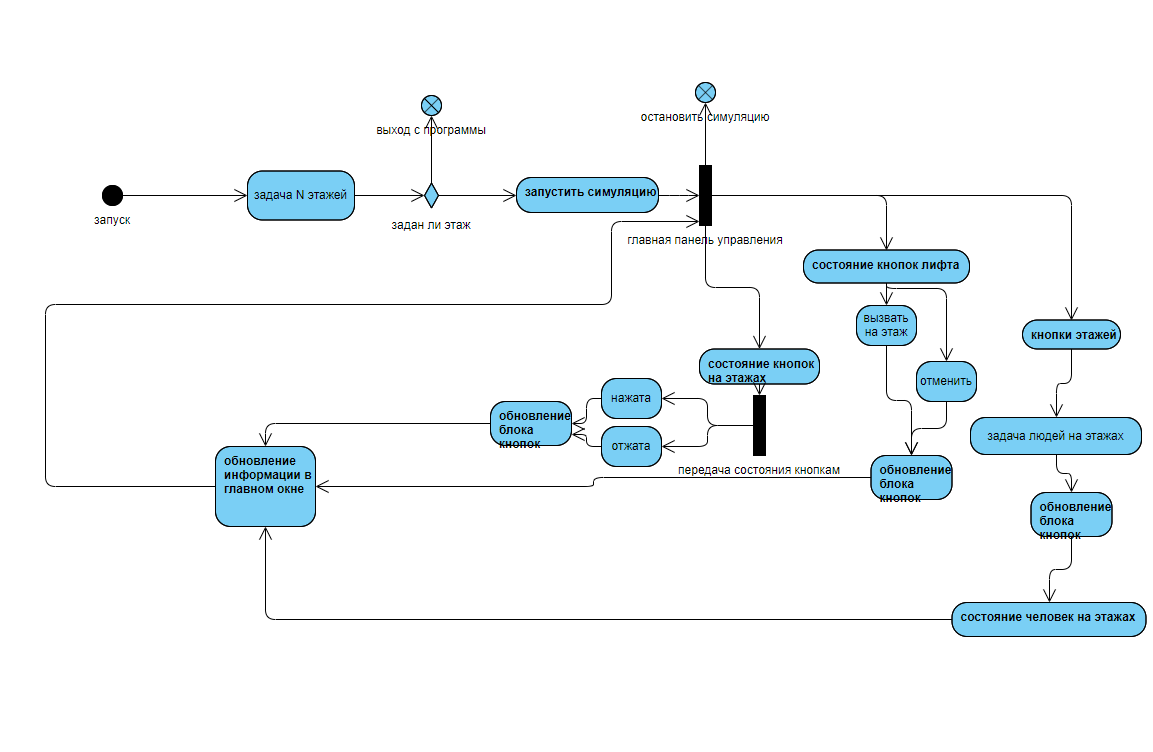 остановить симуляцию
выход с программы
задача N этажей
запустить симуляцию
запуск
задан ли этаж
главная панель управления
состояние кнопок лифта
вызвать
на этаж
кнопки этажей
состояние кнопок
на этажах
отменить
нажата
обновление
блока
кнопок
отжата
задача людей на этажах
передача состояния кнопкам
обновление
информации в
главном окне
обновление
блока
кнопок
обновление
блока
кнопок
состояние человек на этажах